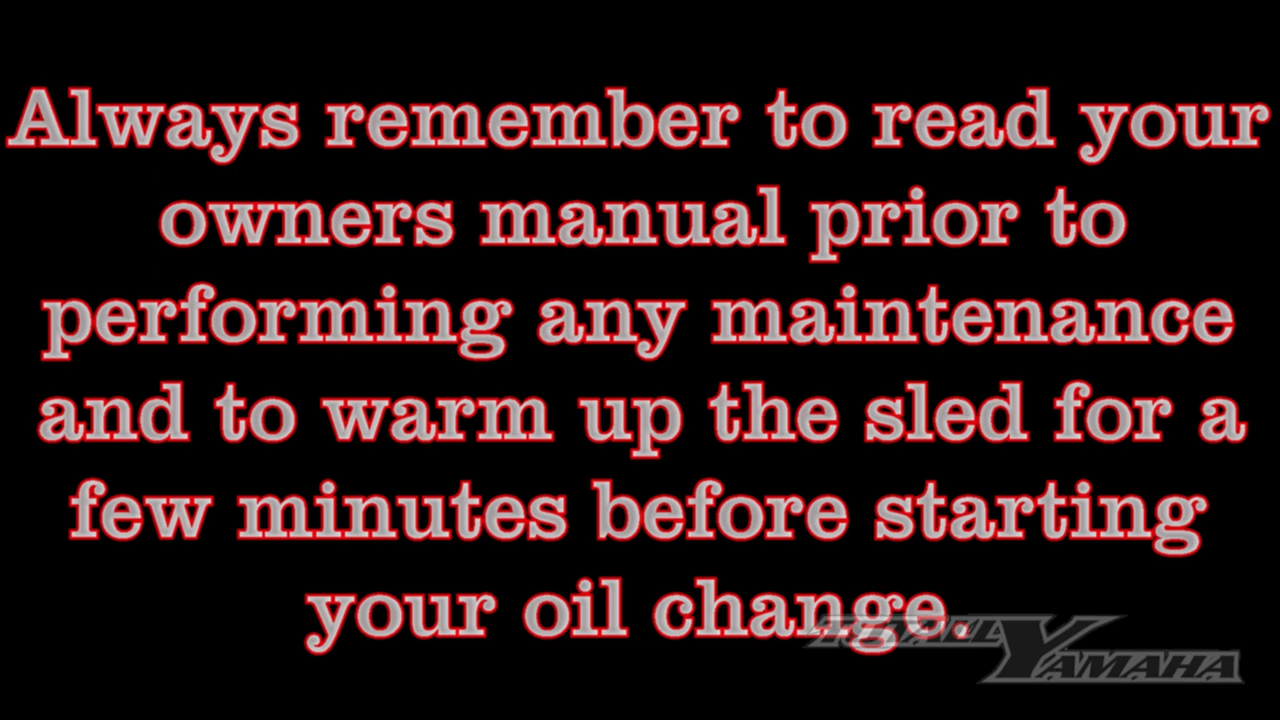 Always remember to read your
owners manual prior to
performing any maintenance
and to warm up the sled for a
few minutes before starting
your oil change.
TOTALLY
YAMAHA